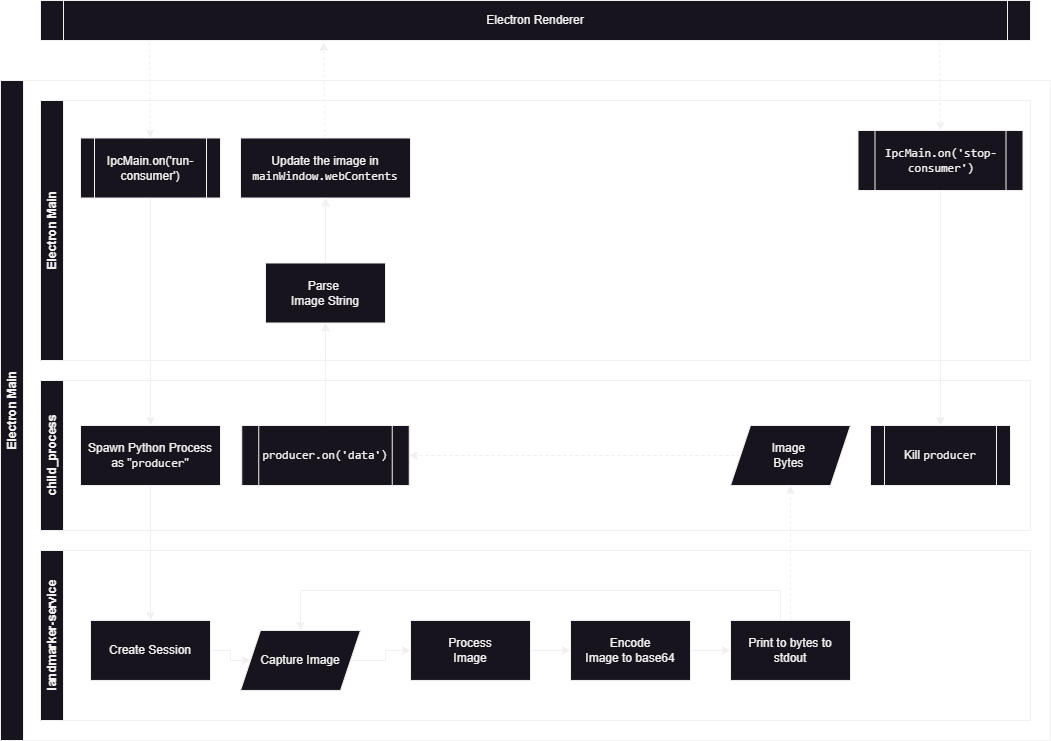 Electron Renderer
Electron Main
Electron Main
IpcMain.on('run-
consumer')
Update the image in
mainWindow.webContents
IpcMain.on('stop-
consumer')
Parse
Image String
child_process
Spawn Python Process
as "producer"
producer.on('data')
Image
Bytes
Kill producer
landmarker-service
Create Session
Capture Image
Process
Image
Encode
Image to base64
Print to bytes to
stdout